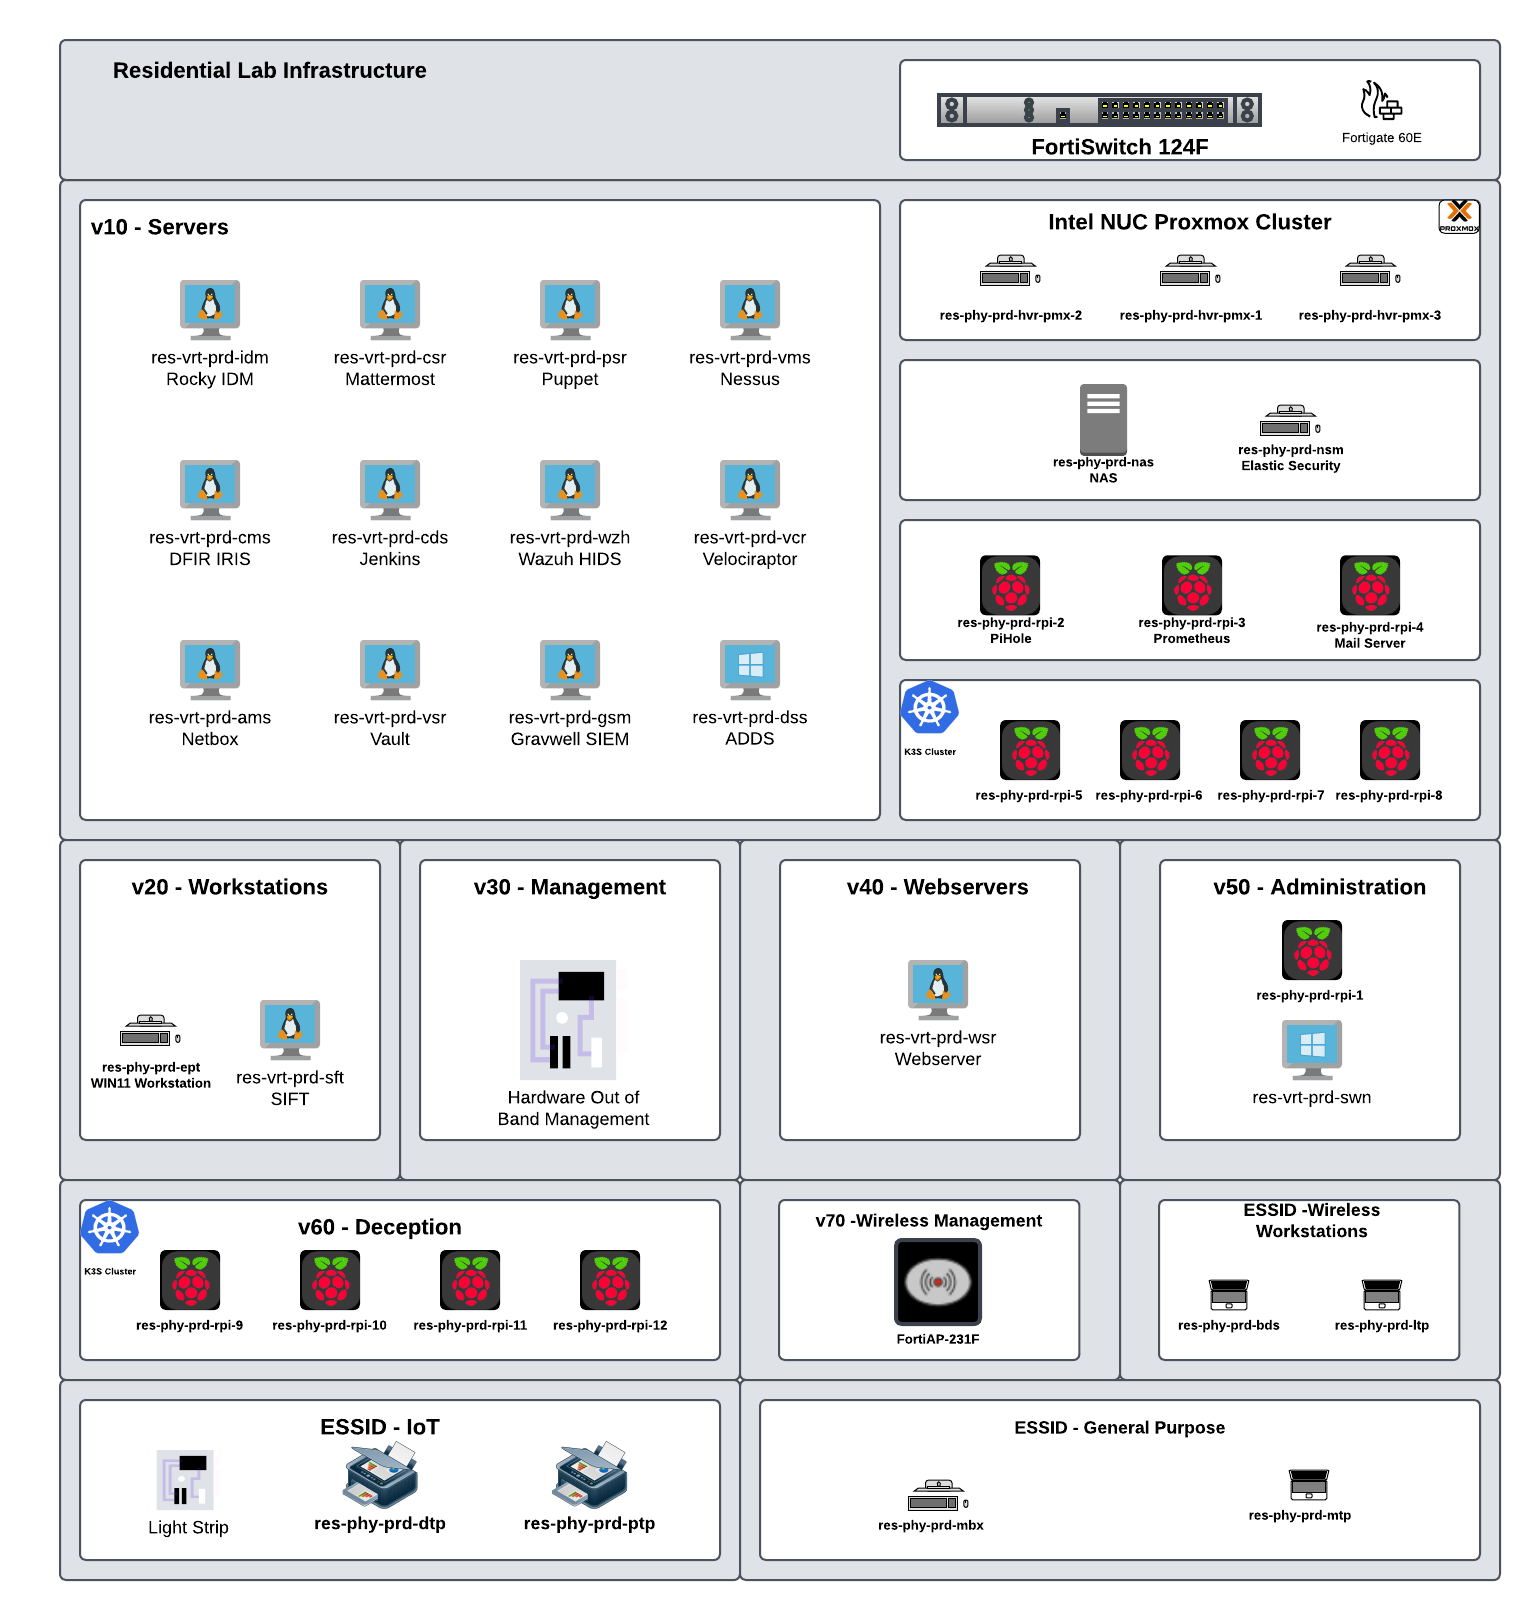 Residential Lab Infrastructure
FortiSwitch 124F
Fortigate 60E
v10 - Servers
res-vrt-prd-idm
Rocky IDM
res-vrt-prd-csr
Mattermost
res-vrt-prd-psr
Puppet
res-vrt-prd-vms
Nessus
res-vrt-prd-cms
DFIR IRIS
res-vrt-prd-cds
Jenkins
res-vrt-prd-wzh
Wazuh HIDS
res-vrt-prd-vcr
Velociraptor
res-vrt-prd-ams
Netbox
res-vrt-prd-vsr
Vault
res-vrt-prd-gsm
Gravwell SIEM
res-vrt-prd-dss
ADDS
Intel NUC Proxmox Cluster
PROXMOX
res-phy-prd-hvr-pmx-2
res-phy-prd-hvr-pmx-1
res-phy-prd-hvr-pmx-3
res-phy-prd-nas
NAS
res-phy-prd-nsm
Elastic Security
res-phy-prd-rpi-2
PiHole
res-phy-prd-rpi-3
Prometheus
res-phy-prd-rpi-4
Mail Server
K3S Cluster
res-phy-prd-rpi-5
res-phy-prd-rpi-6
res-phy-prd-rpi-7
res-phy-prd-rpi-8
v20 - Workstations
res-phy-prd-ept
WIN11 Workstation
res-vrt-prd-sft
SIFT
v30 - Management
Hardware Out of
Band Management
v40 - Webservers
res-vrt-prd-wsr
Webserver
v50 - Administration
res-phy-prd-rpi-1
res-vrt-prd-swn
v60 - Deception
K3S Cluster
res-phy-prd-rpi-9
res-phy-prd-rpi-10
res-phy-prd-rpi-11
res-phy-prd-rpi-12
v70 -Wireless Management
FortiAP-231F
ESSID -Wireless
Workstations
res-phy-prd-bds
res-phy-prd-ltp
ESSID - IoT
Light Strip
res-phy-prd-dtp
res-phy-prd-ptp
ESSID - General Purpose
res-phy-prd-mbx
res-phy-prd-mtp